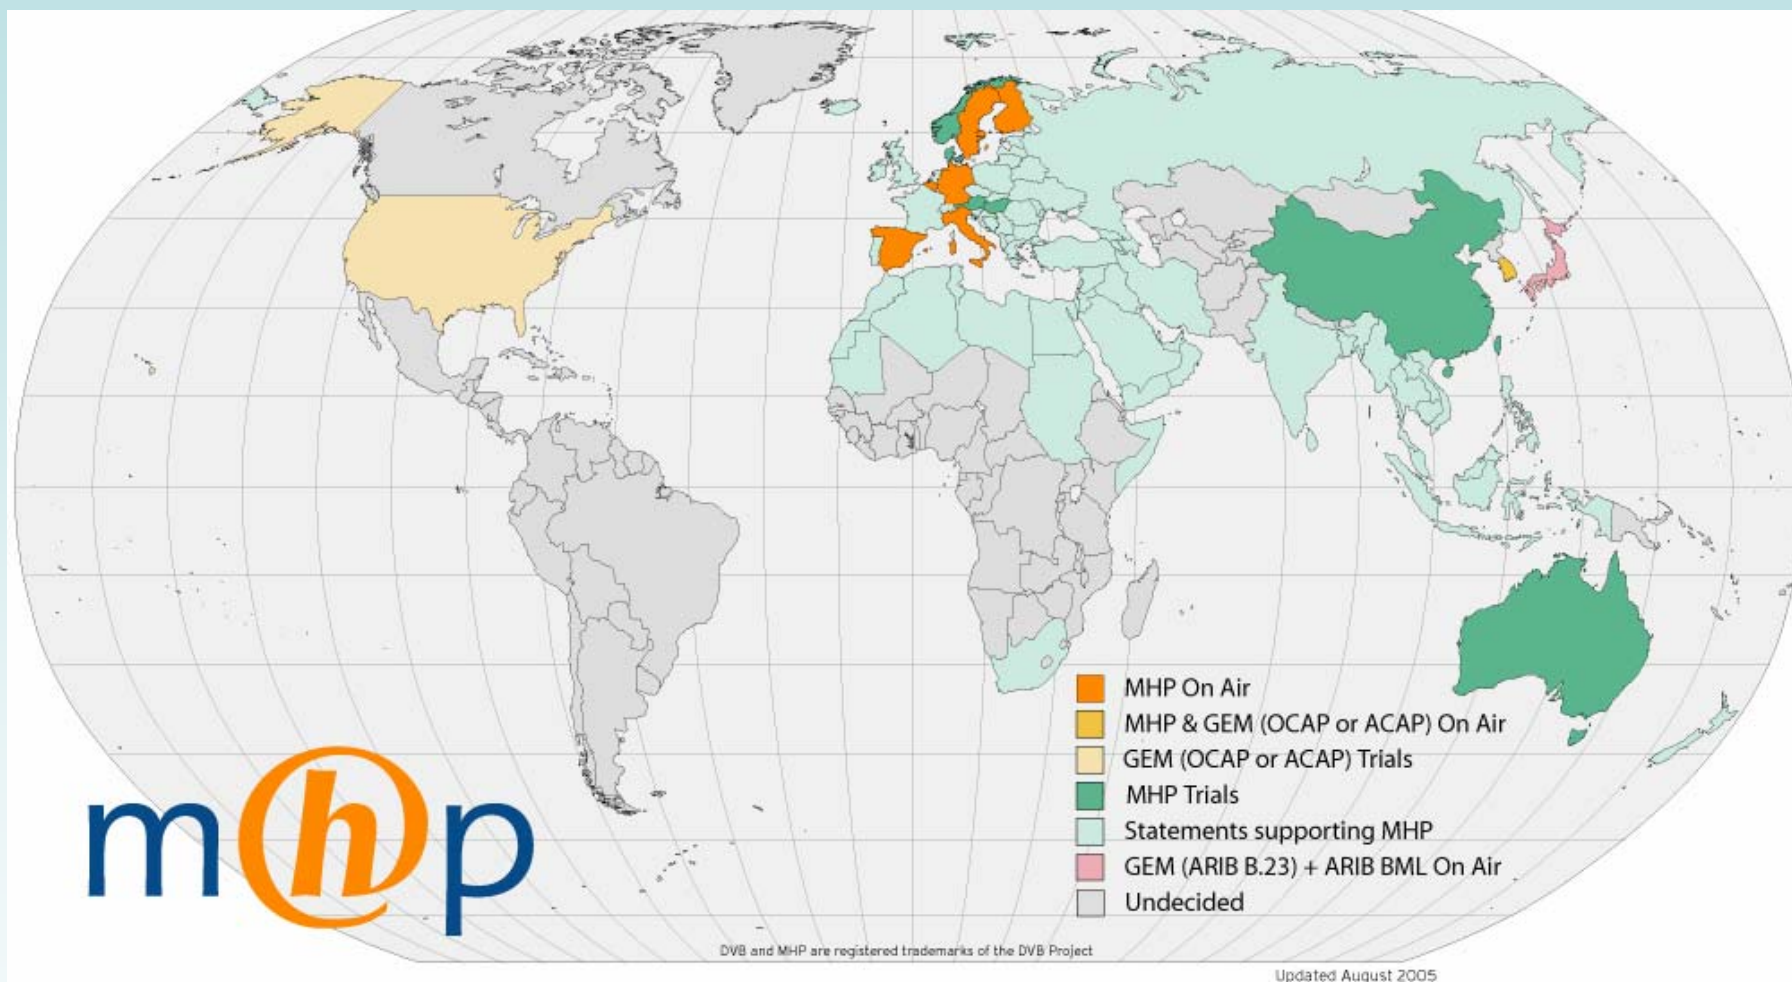 MHP On Air
MHP & GEM (OCAP or ACAP) On Air
GEM (OCAP or ACAP) Trials
MHP Trials
Statements supporting MHP
GEM (ARIB B.23) + ARIB BML On Air
Undecided
mhp
DVB and MHP are registered trademarks of the DVB Project
Updated August 2005